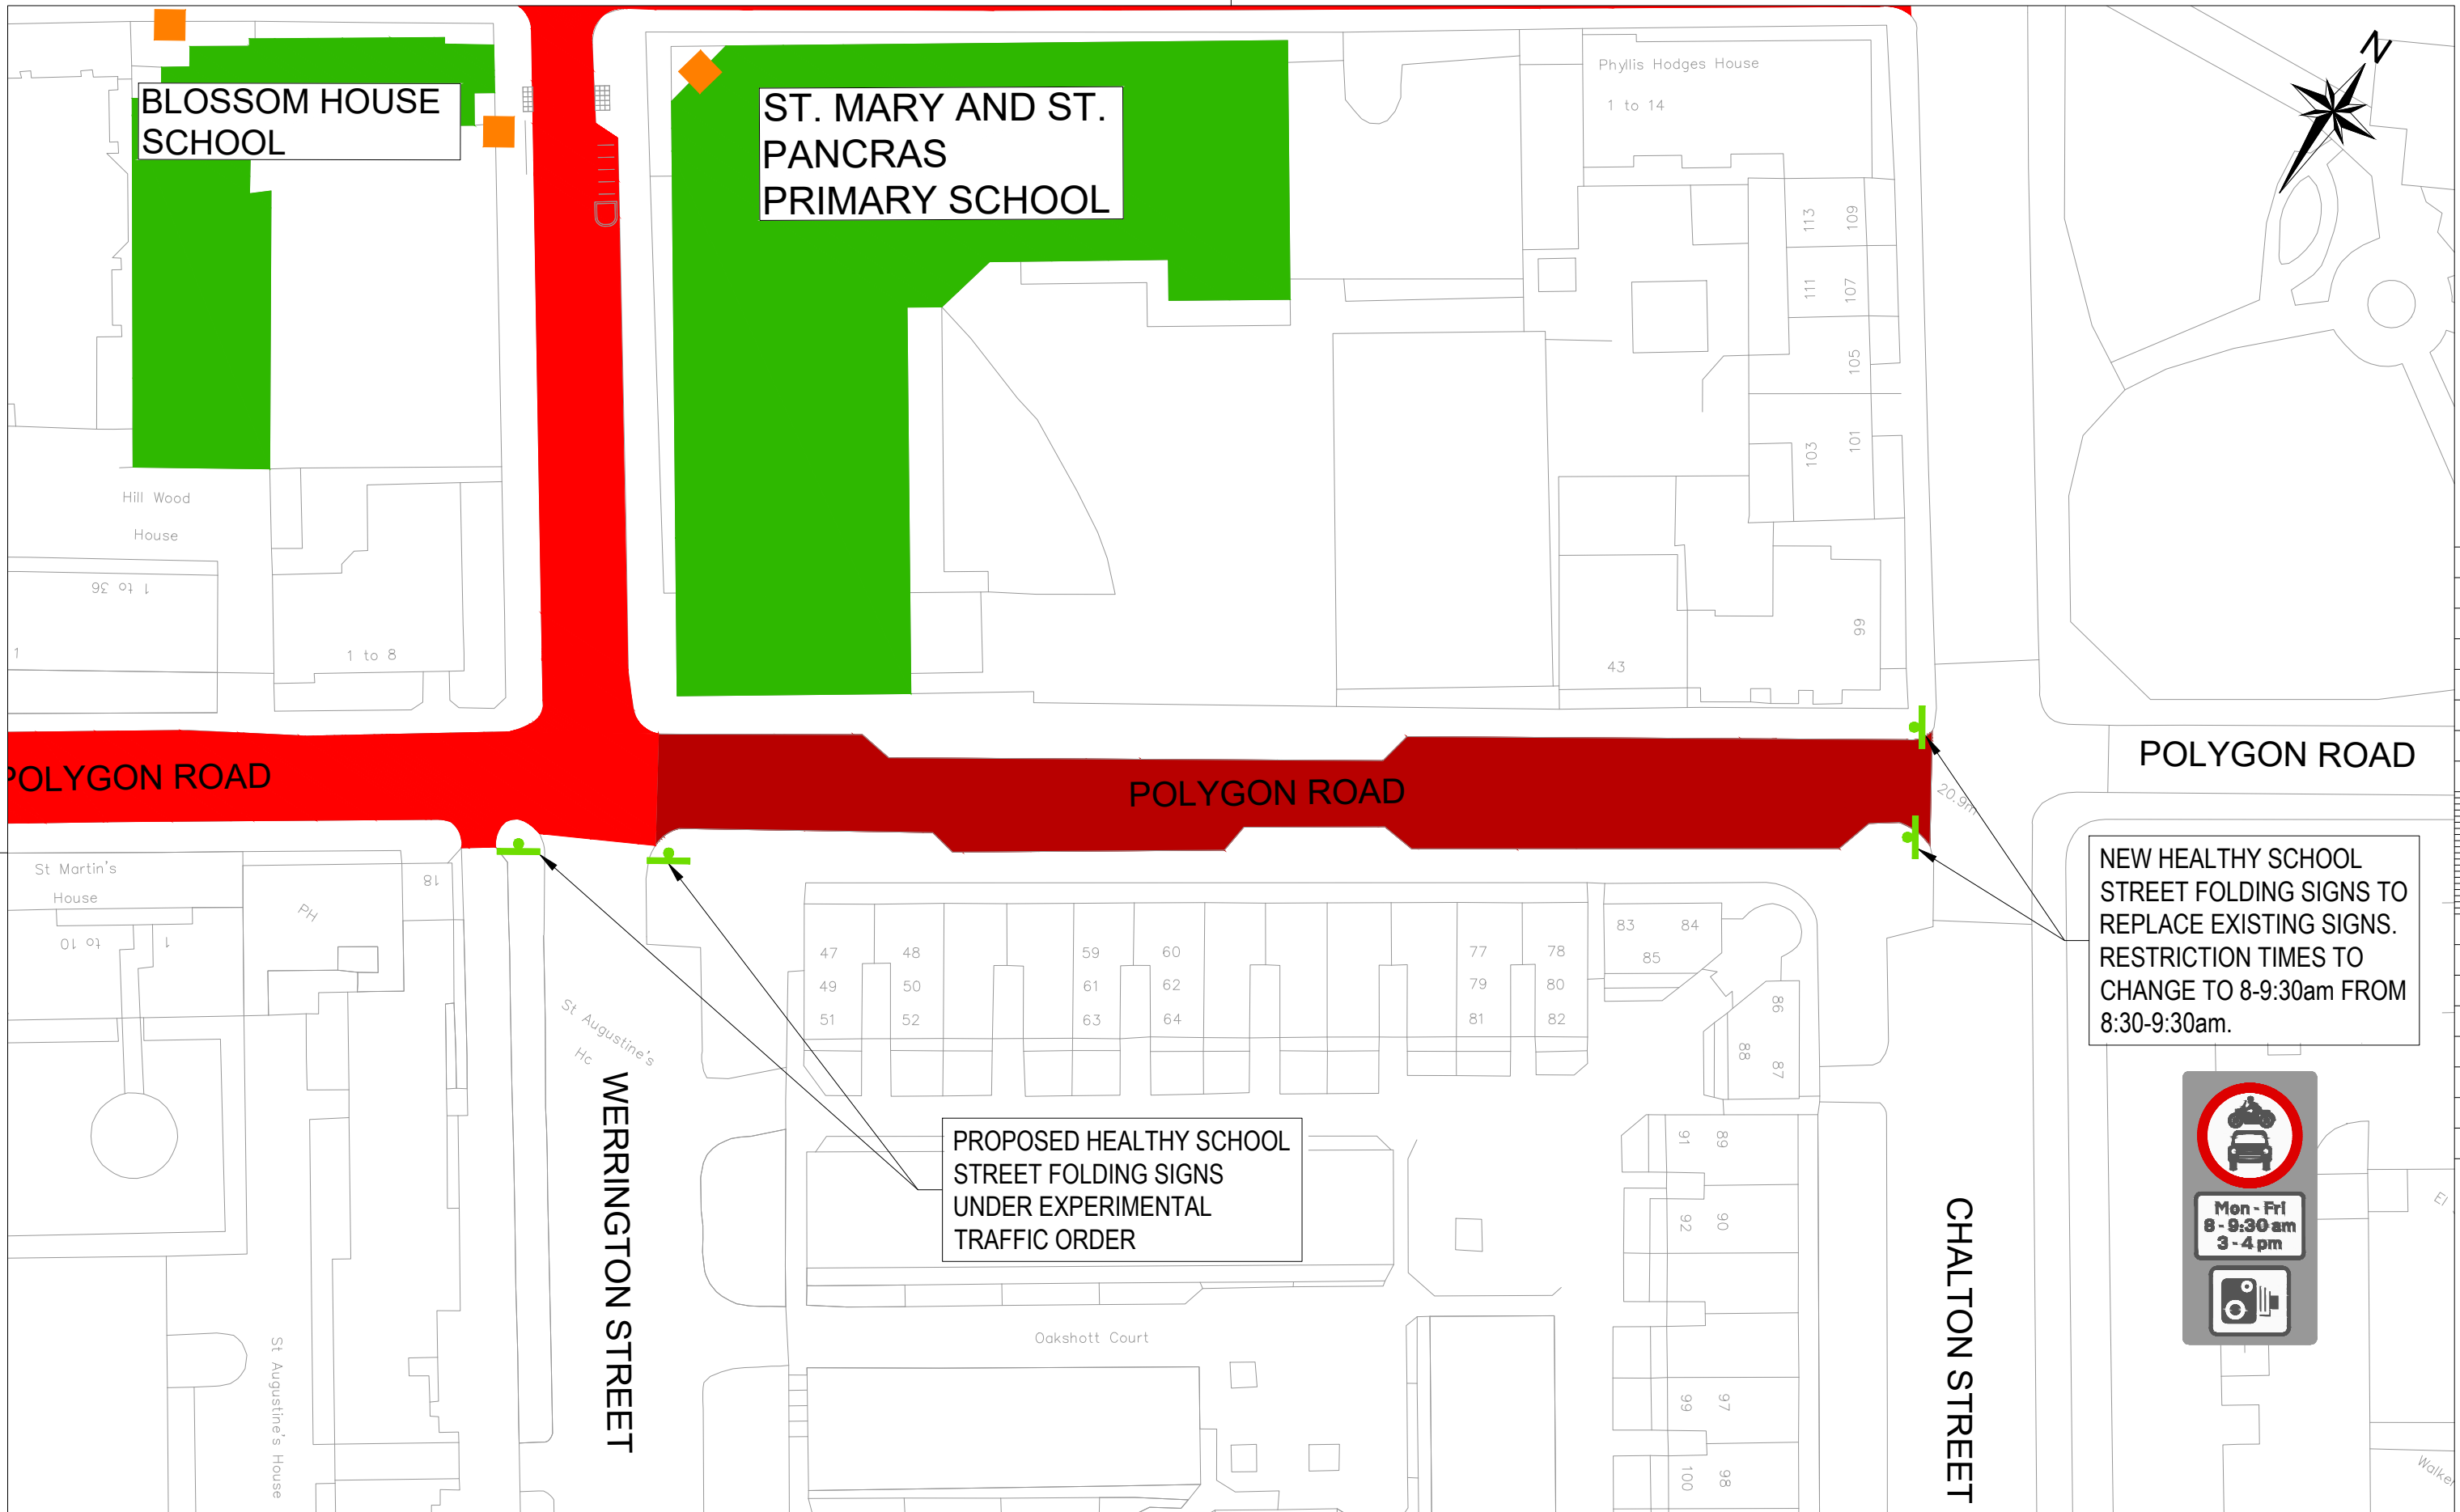 BLOSSOM HOUSE
SCHOOL
ST. MARY AND ST.
PANCRAS
PRIMARY SCHOOL
Phyllis Hodges House
1 to 14
N
113
109
111
107
105
103
101
99
43
Hill Wood
House
1 to 36
1
1 to 8
POLYGON ROAD
POLYGON ROAD
POLYGON ROAD
20.9m
NEW HEALTHY SCHOOL
STREET FOLDING SIGNS TO
REPLACE EXISTING SIGNS.
RESTRICTION TIMES TO
CHANGE TO 8-9:30am FROM
8:30-9:30am.
St Martin's
House
1 to 10
1
PH
18
St Augustine's
Hc
47
48
59
60
77
78
49
50
61
62
79
80
51
52
63
64
81
82
83
84
85
86
87
88
WERRINGTON STREET
PROPOSED HEALTHY SCHOOL
STREET FOLDING SIGNS
UNDER EXPERIMENTAL
TRAFFIC ORDER
91
89
92
90
99
97
100
98
Oakshott Court
St Augustine's House
CHALTON STREET
Mon - Fri
8 - 9:30 am
3 - 4 pm
El